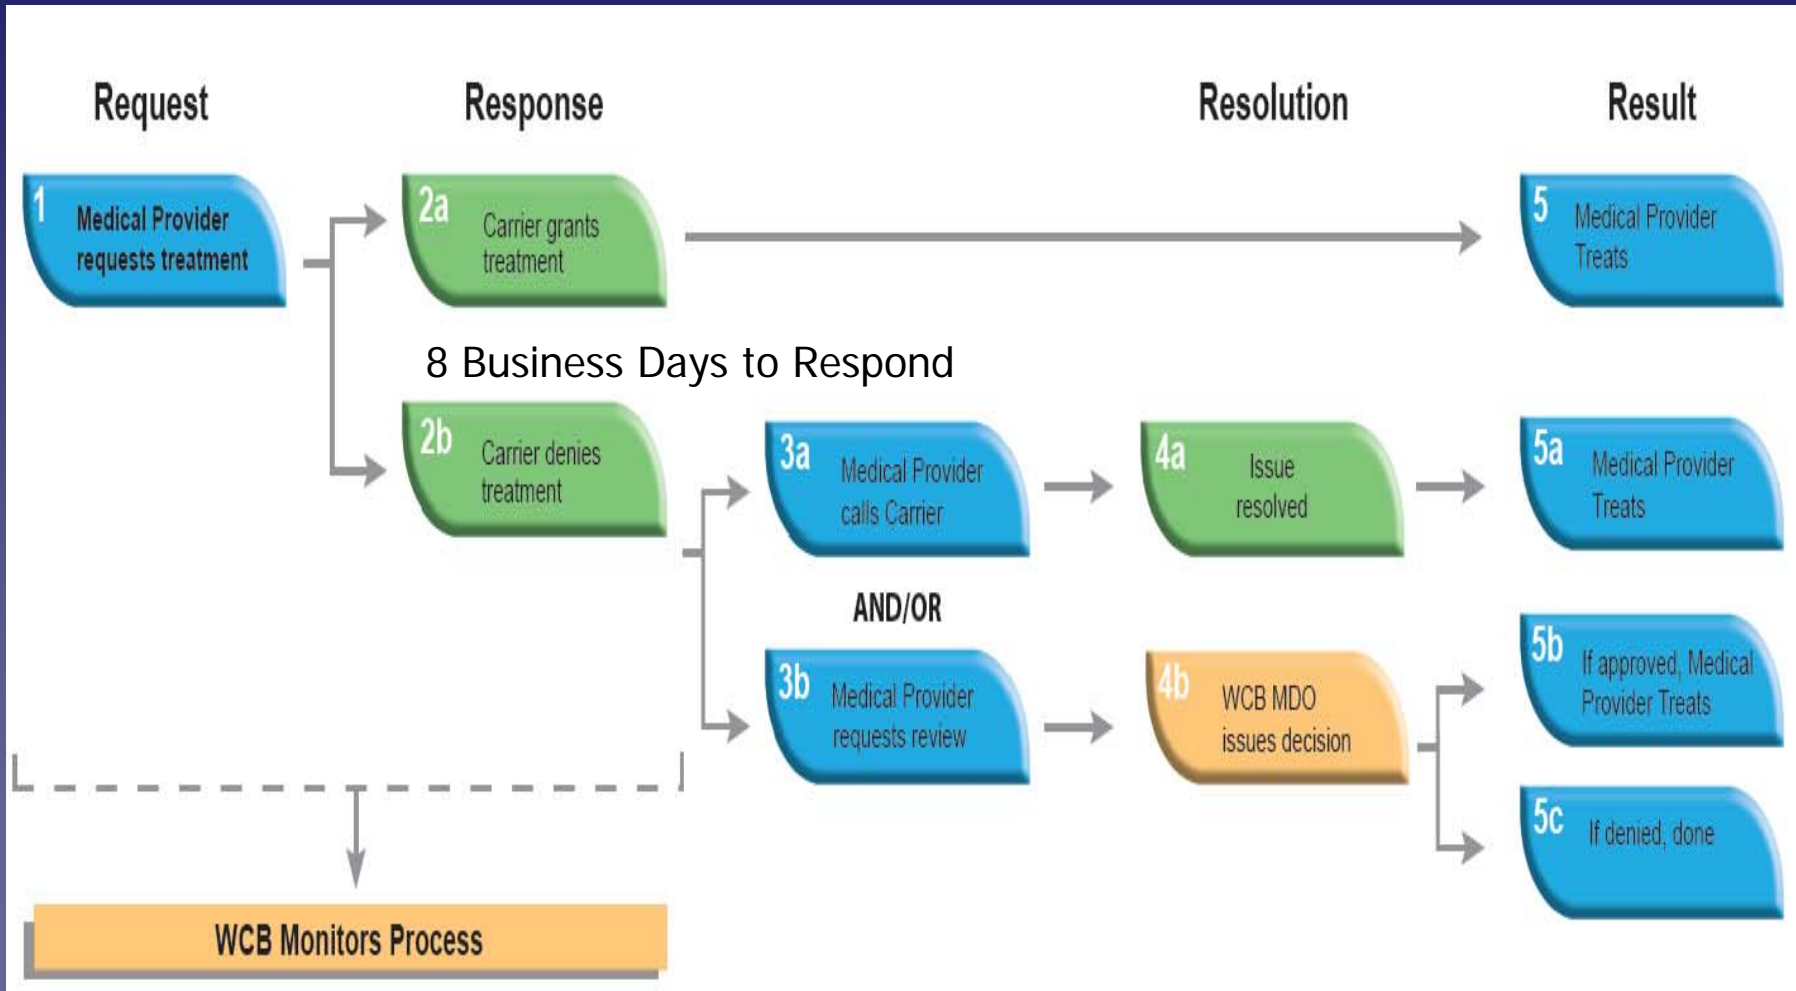 Request
Response
Resolution
Result
1
Medical Provider
requests treatment
2a
Carrier grants
treatment
5
Medical Provider
Treats
8 Business Days to Respond
2b
Carrier denies
treatment
3a
Medical Provider
calls Carrier
4a
Issue
resolved
5a
Medical Provider
Treats
AND/OR
3b
Medical Provider
requests review
4b
WCB MDO
issues decision
5b
If approved, Medical
Provider Treats
5c
If denied, done
WCB Monitors Process